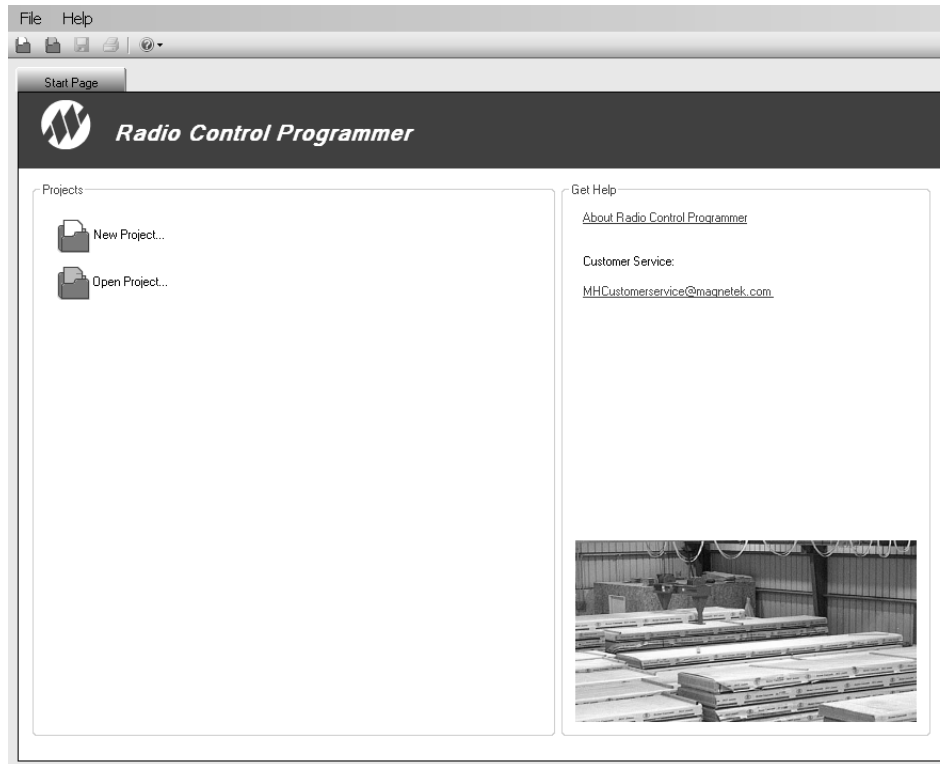 File Help
Start Page
Radio Control Programmer
Projects
New Project...
Open Project...
Get Help
About Radio Control Programmer
Customer Service:
MHCustomerservice@magnetek.com